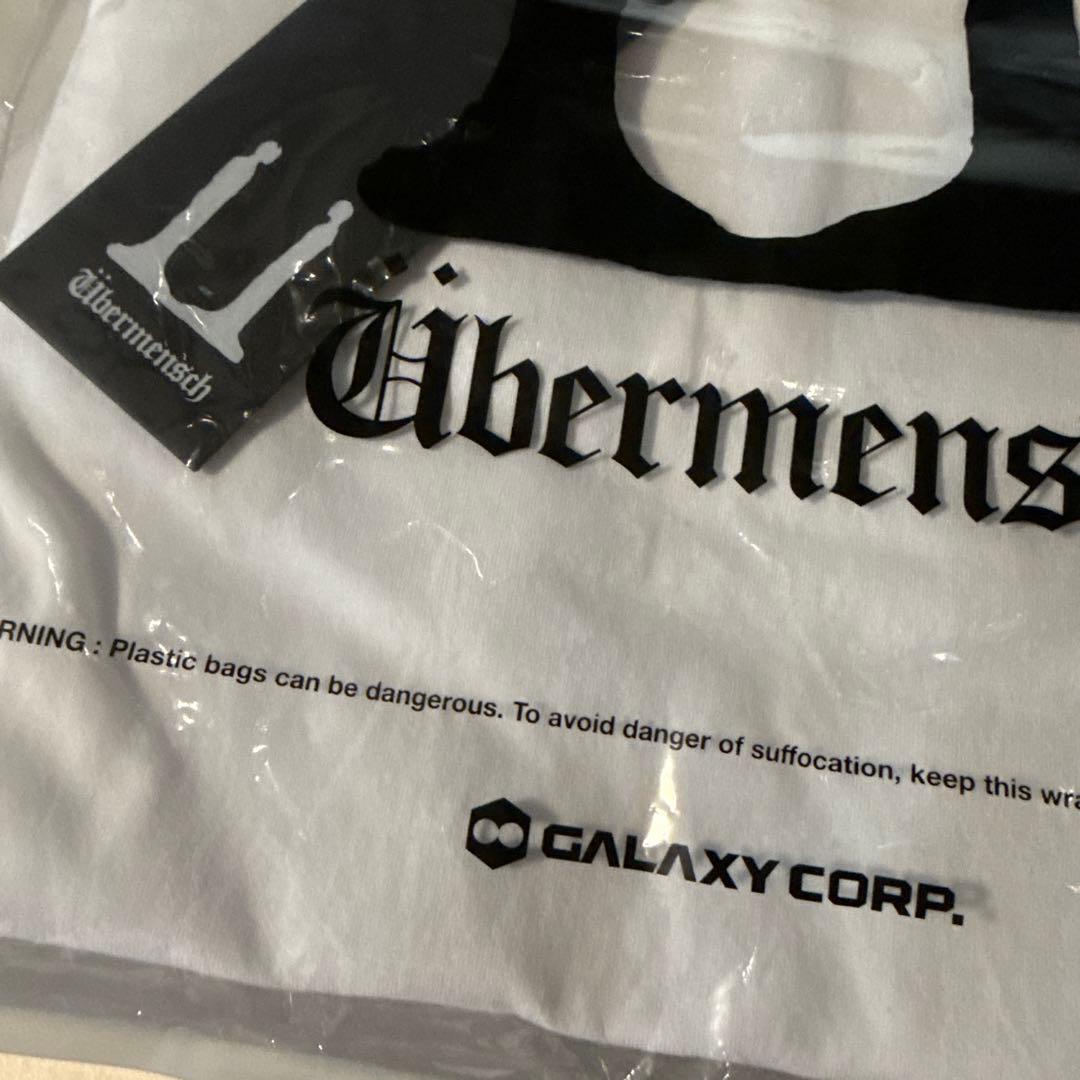 Übermensch
Übermens
RNING : Plastic bags can be dangerous. To avoid danger of suffocation, keep this wra
GALAXY CORP.